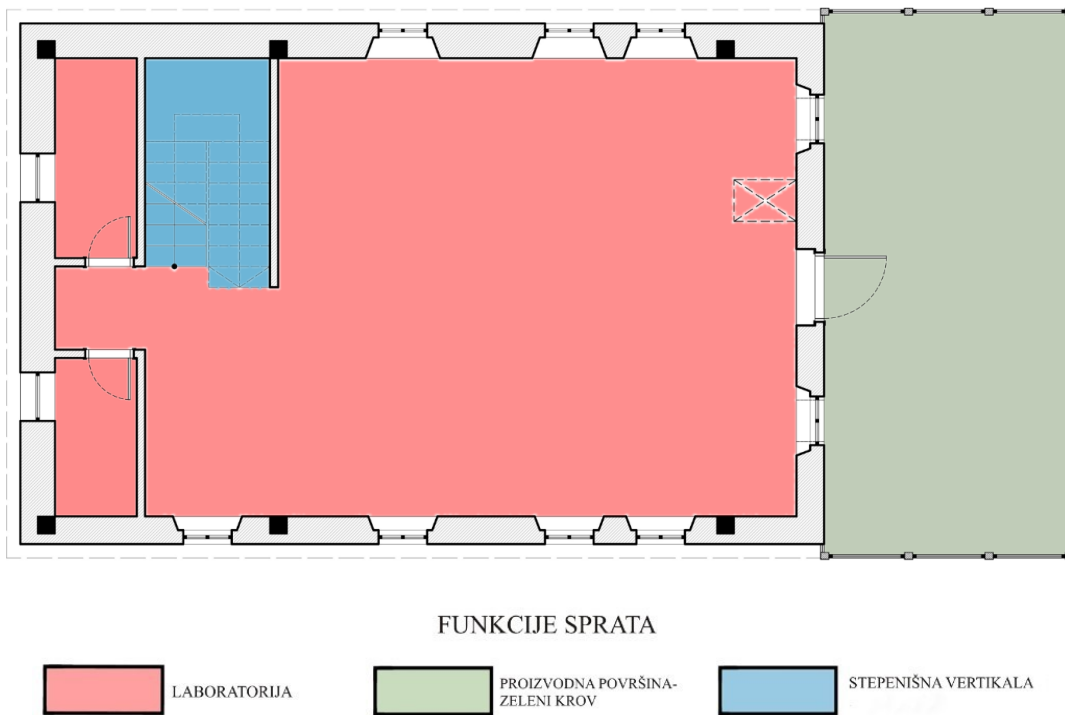 FUNKCIJE SPRATA
LABORATORIJA
PROIZVODNA POVRŠINA-
ZELENI KROV
STEPENIŠNA VERTIKALA